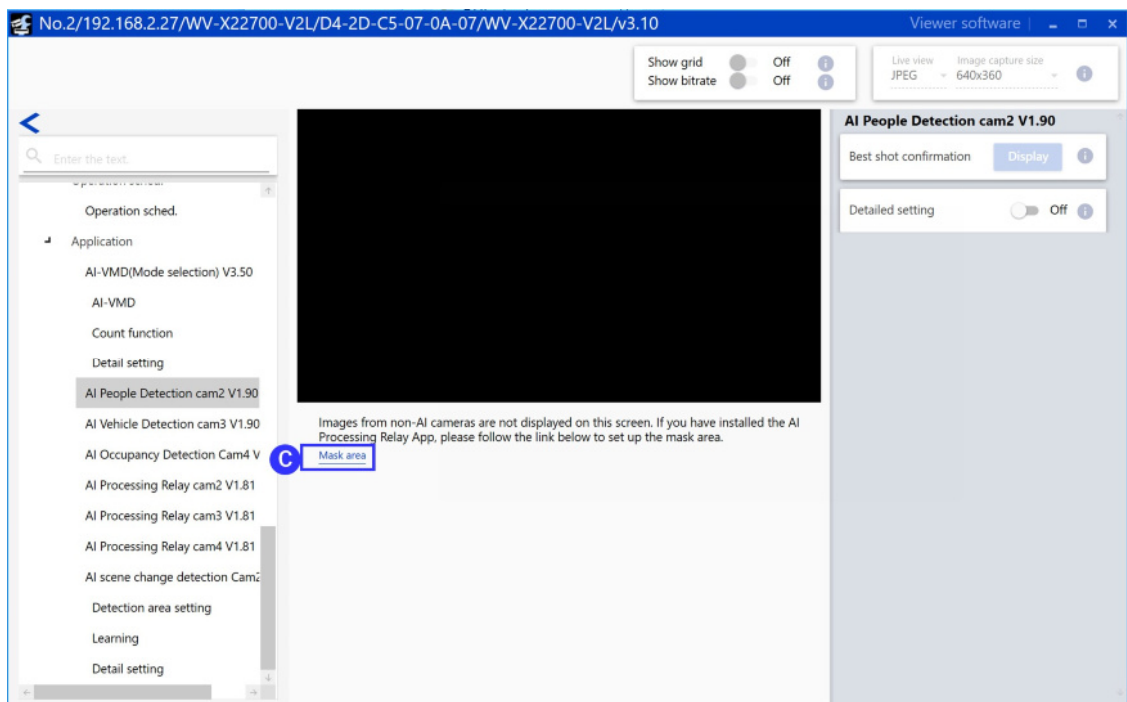 No.2/192.168.2.27/WV-X22700-V2L/D4-2D-C5-07-0A-07/WV-X22700-V2L/v3.10
Viewer software
Show grid Off
Show bitrate Off
Live view Image capture size
JPEG 640x360
Enter the text.
Operation sched.
Application
AI-VMD(Mode selection) V3.50
AI-VMD
Count function
Detail setting
AI People Detection cam2 V1.90
AI Vehicle Detection cam3 V1.90
AI Occupancy Detection Cam4 V
AI Processing Relay cam2 V1.81
AI Processing Relay cam3 V1.81
AI Processing Relay cam4 V1.81
AI scene change detection Cam2
Detection area setting
Learning
Detail setting
Images from non-AI cameras are not displayed on this screen. If you have installed the AI
Processing Relay App, please follow the link below to set up the mask area.
C Mask area
AI People Detection cam2 V1.90
Best shot confirmation Display
Detailed setting Off